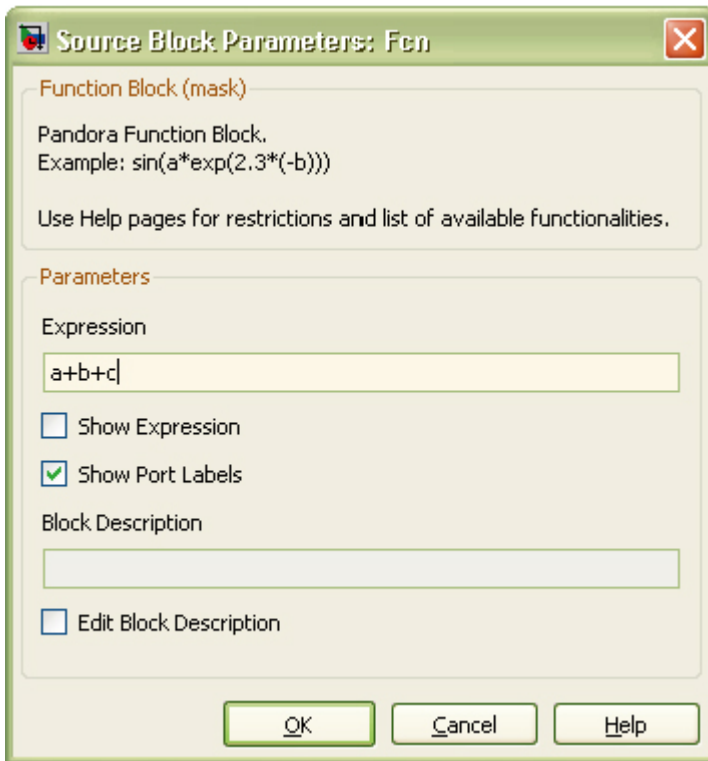 Source Block Parameters: Fcn
Function Block (mask)
Pandora Function Block.
Example: sin(a*exp(2.3*(-b)))
Use Help pages for restrictions and list of available functionalities.
Parameters
Expression
a+b+c
Show Expression
Show Port Labels
Block Description
Edit Block Description
OK Cancel Help